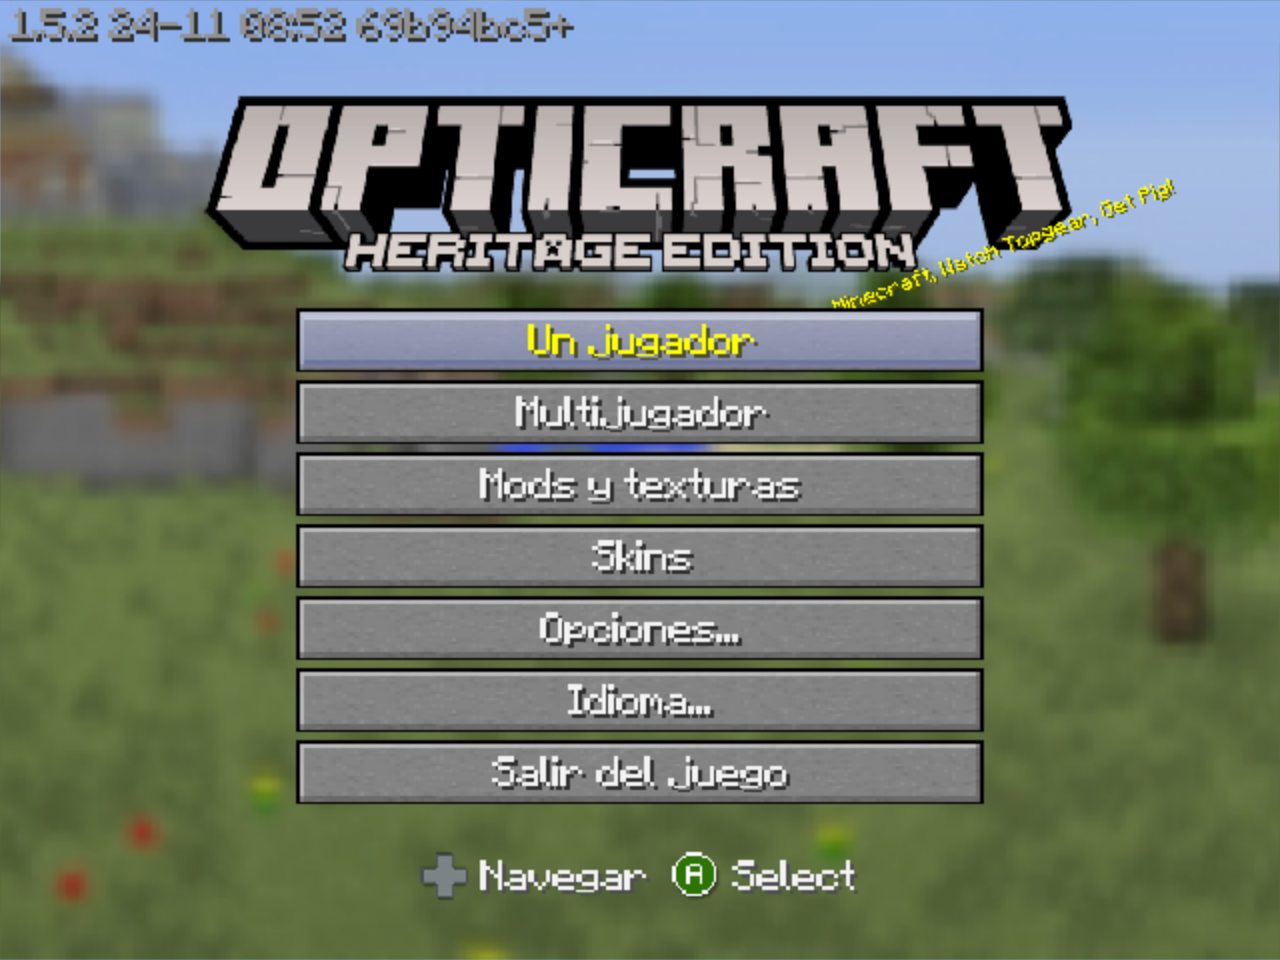 1.5.2 24-11 08:52 69b94bc5+
OPTICRAFT
HERITAGE EDITION
Minecraft, Watch Topgear, Get Pig!
Un jugador
Multijugador
Mods y texturas
Skins
Opciones...
Idioma...
Salir del juego
Navegar A Select